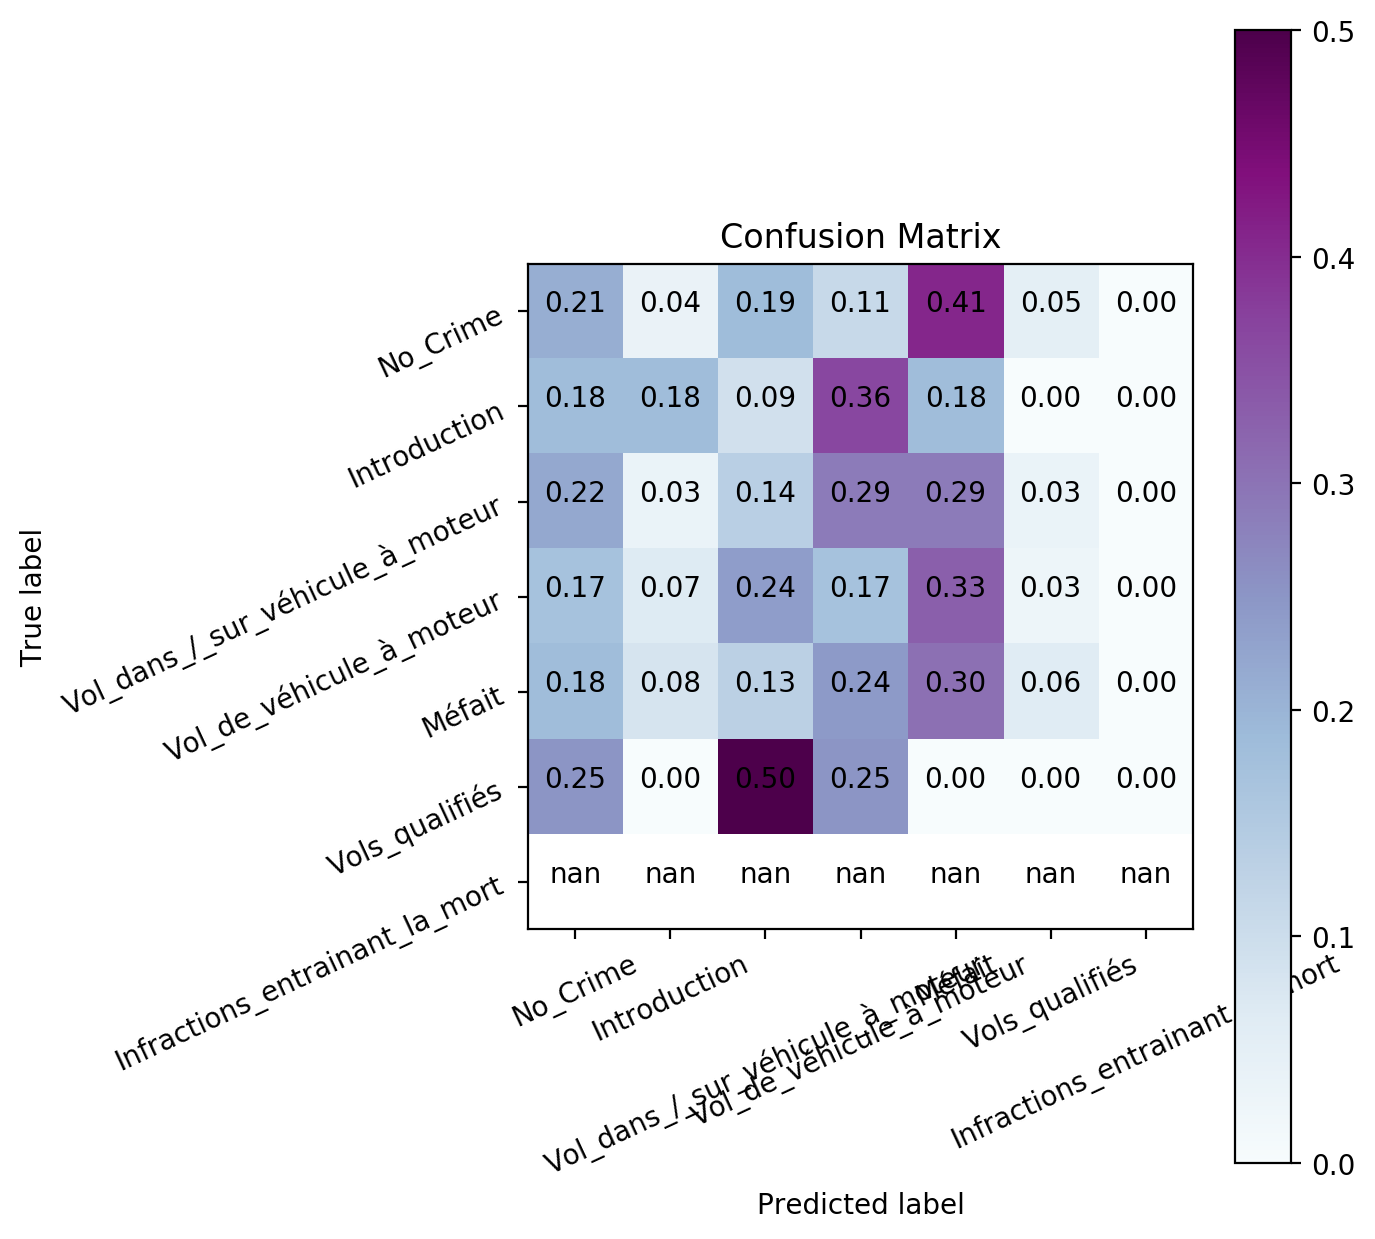 Confusion Matrix
True label
No_Crime
0.21 0.04 0.19 0.11 0.41 0.05 0.00
Introduction
0.18 0.18 0.09 0.36 0.18 0.00 0.00
Vol_dans_/_sur_véhicule_à_moteur
0.22 0.03 0.14 0.29 0.29 0.03 0.00
Vol_de_véhicule_à_moteur
0.17 0.07 0.24 0.17 0.33 0.03 0.00
Méfait
0.18 0.08 0.13 0.24 0.30 0.06 0.00
Vols_qualifiés
0.25 0.00 0.50 0.25 0.00 0.00 0.00
Infractions_entrainant_la_mort
nan nan nan nan nan nan nan
No_Crime
Introduction
Vol_dans_/_sur_véhicule_à_moteur
Vol_de_véhicule_à_moteur
Méfait
Vols_qualifiés
Infractions_entrainant mort
Predicted label
0.5
0.4
0.3
0.2
0.1
0.0